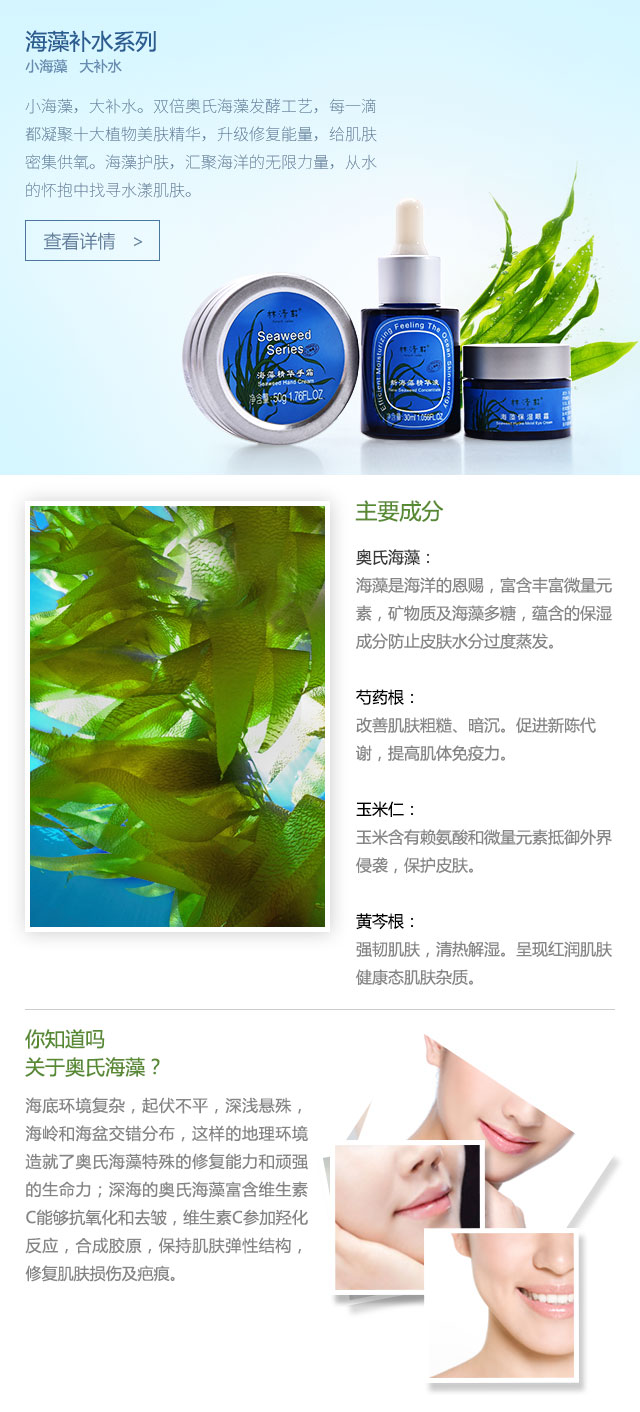 海藻补水系列
小海藻 大补水
小海藻，大补水。双倍奥氏海藻发酵工艺，每一滴
都凝聚十大植物美肤精华，升级修复能量，给肌肤
密集供氧。海藻护肤，汇聚海洋的无限力量，从水
的怀抱中找寻水漾肌肤。
查看详情 >
林清轩
Seaweed
Series
海藻精华手霜
Seaweed Hand Cream
净含量:50g 1.76FLOZ
Efficient Moisturizing Feeling The Ocean Skin-energy
林清轩
新海藻精华液
New Seaweed Concentrate
净含量:30ml 1.056FLOZ
林清轩
海藻保湿眼霜
Seaweed Hydra-Moist Eye Cream
主要成分
奥氏海藻：
海藻是海洋的恩赐，富含丰富微量元
素，矿物质及海藻多糖，蕴含的保湿
成分防止皮肤水分过度蒸发。
芍药根：
改善肌肤粗糙、暗沉。促进新陈代
谢，提高肌体免疫力。
玉米仁：
玉米含有赖氨酸和微量元素抵御外界
侵袭，保护皮肤。
黄芩根：
强韧肌肤，清热解湿。呈现红润肌肤
健康态肌肤杂质。
你知道吗
关于奥氏海藻？
海底环境复杂，起伏不平，深浅悬殊，
海岭和海盆交错分布，这样的地理环境
造就了奥氏海藻特殊的修复能力和顽强
的生命力；深海的奥氏海藻富含维生素
C能够抗氧化和去皱，维生素C参加羟化
反应，合成胶原，保持肌肤弹性结构，
修复肌肤损伤及疤痕。